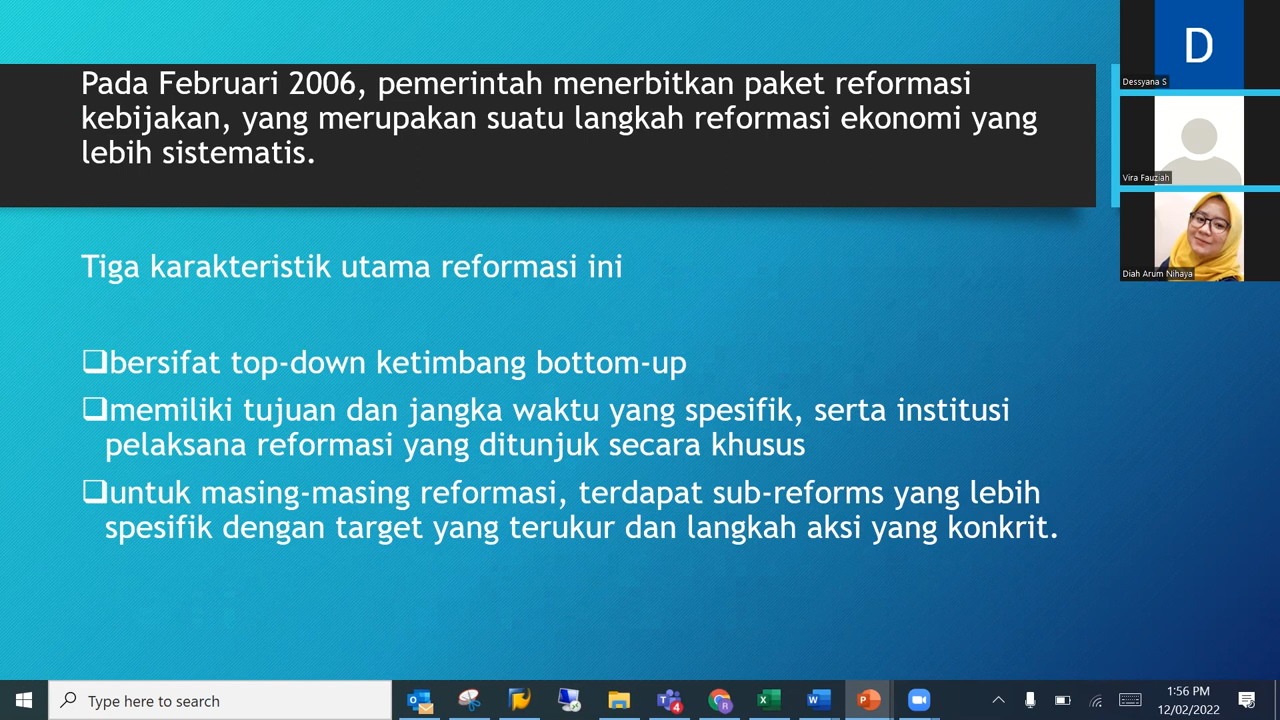 Pada Februari 2006, pemerintah menerbitkan paket reformasi
kebijakan, yang merupakan suatu langkah reformasi ekonomi yang
lebih sistematis.
Tiga karakteristik utama reformasi ini
❑bersifat top-down ketimbang bottom-up
❑memiliki tujuan dan jangka waktu yang spesifik, serta institusi
pelaksana reformasi yang ditunjuk secara khusus
❑untuk masing-masing reformasi, terdapat sub-reforms yang lebih
spesifik dengan target yang terukur dan langkah aksi yang konkrit.
D
Dessyana S
Vira Fauziah
Diah Arum Nihaya
Type here to search
4
R
1:56 PM
12/02/2022